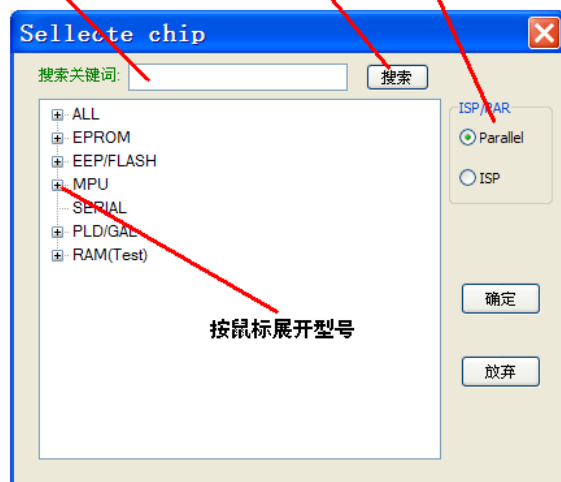 Sellecte chip
搜索关键词:
搜索
ALL
EPROM
EEP/FLASH
MPU
SERIAL
PLD/GAL
RAM(Test)
按鼠标展开型号
ISP/PAR
Parallel
ISP
确定
放弃